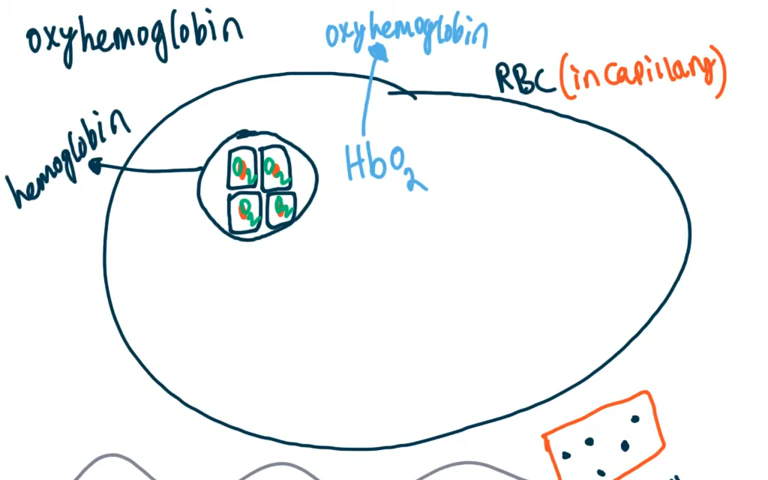 oxyhemoglobin
oxyhemoglobin
RBC (in capillary)
hemoglobin
HbO₂
O₂ O₂
O₂ O₂